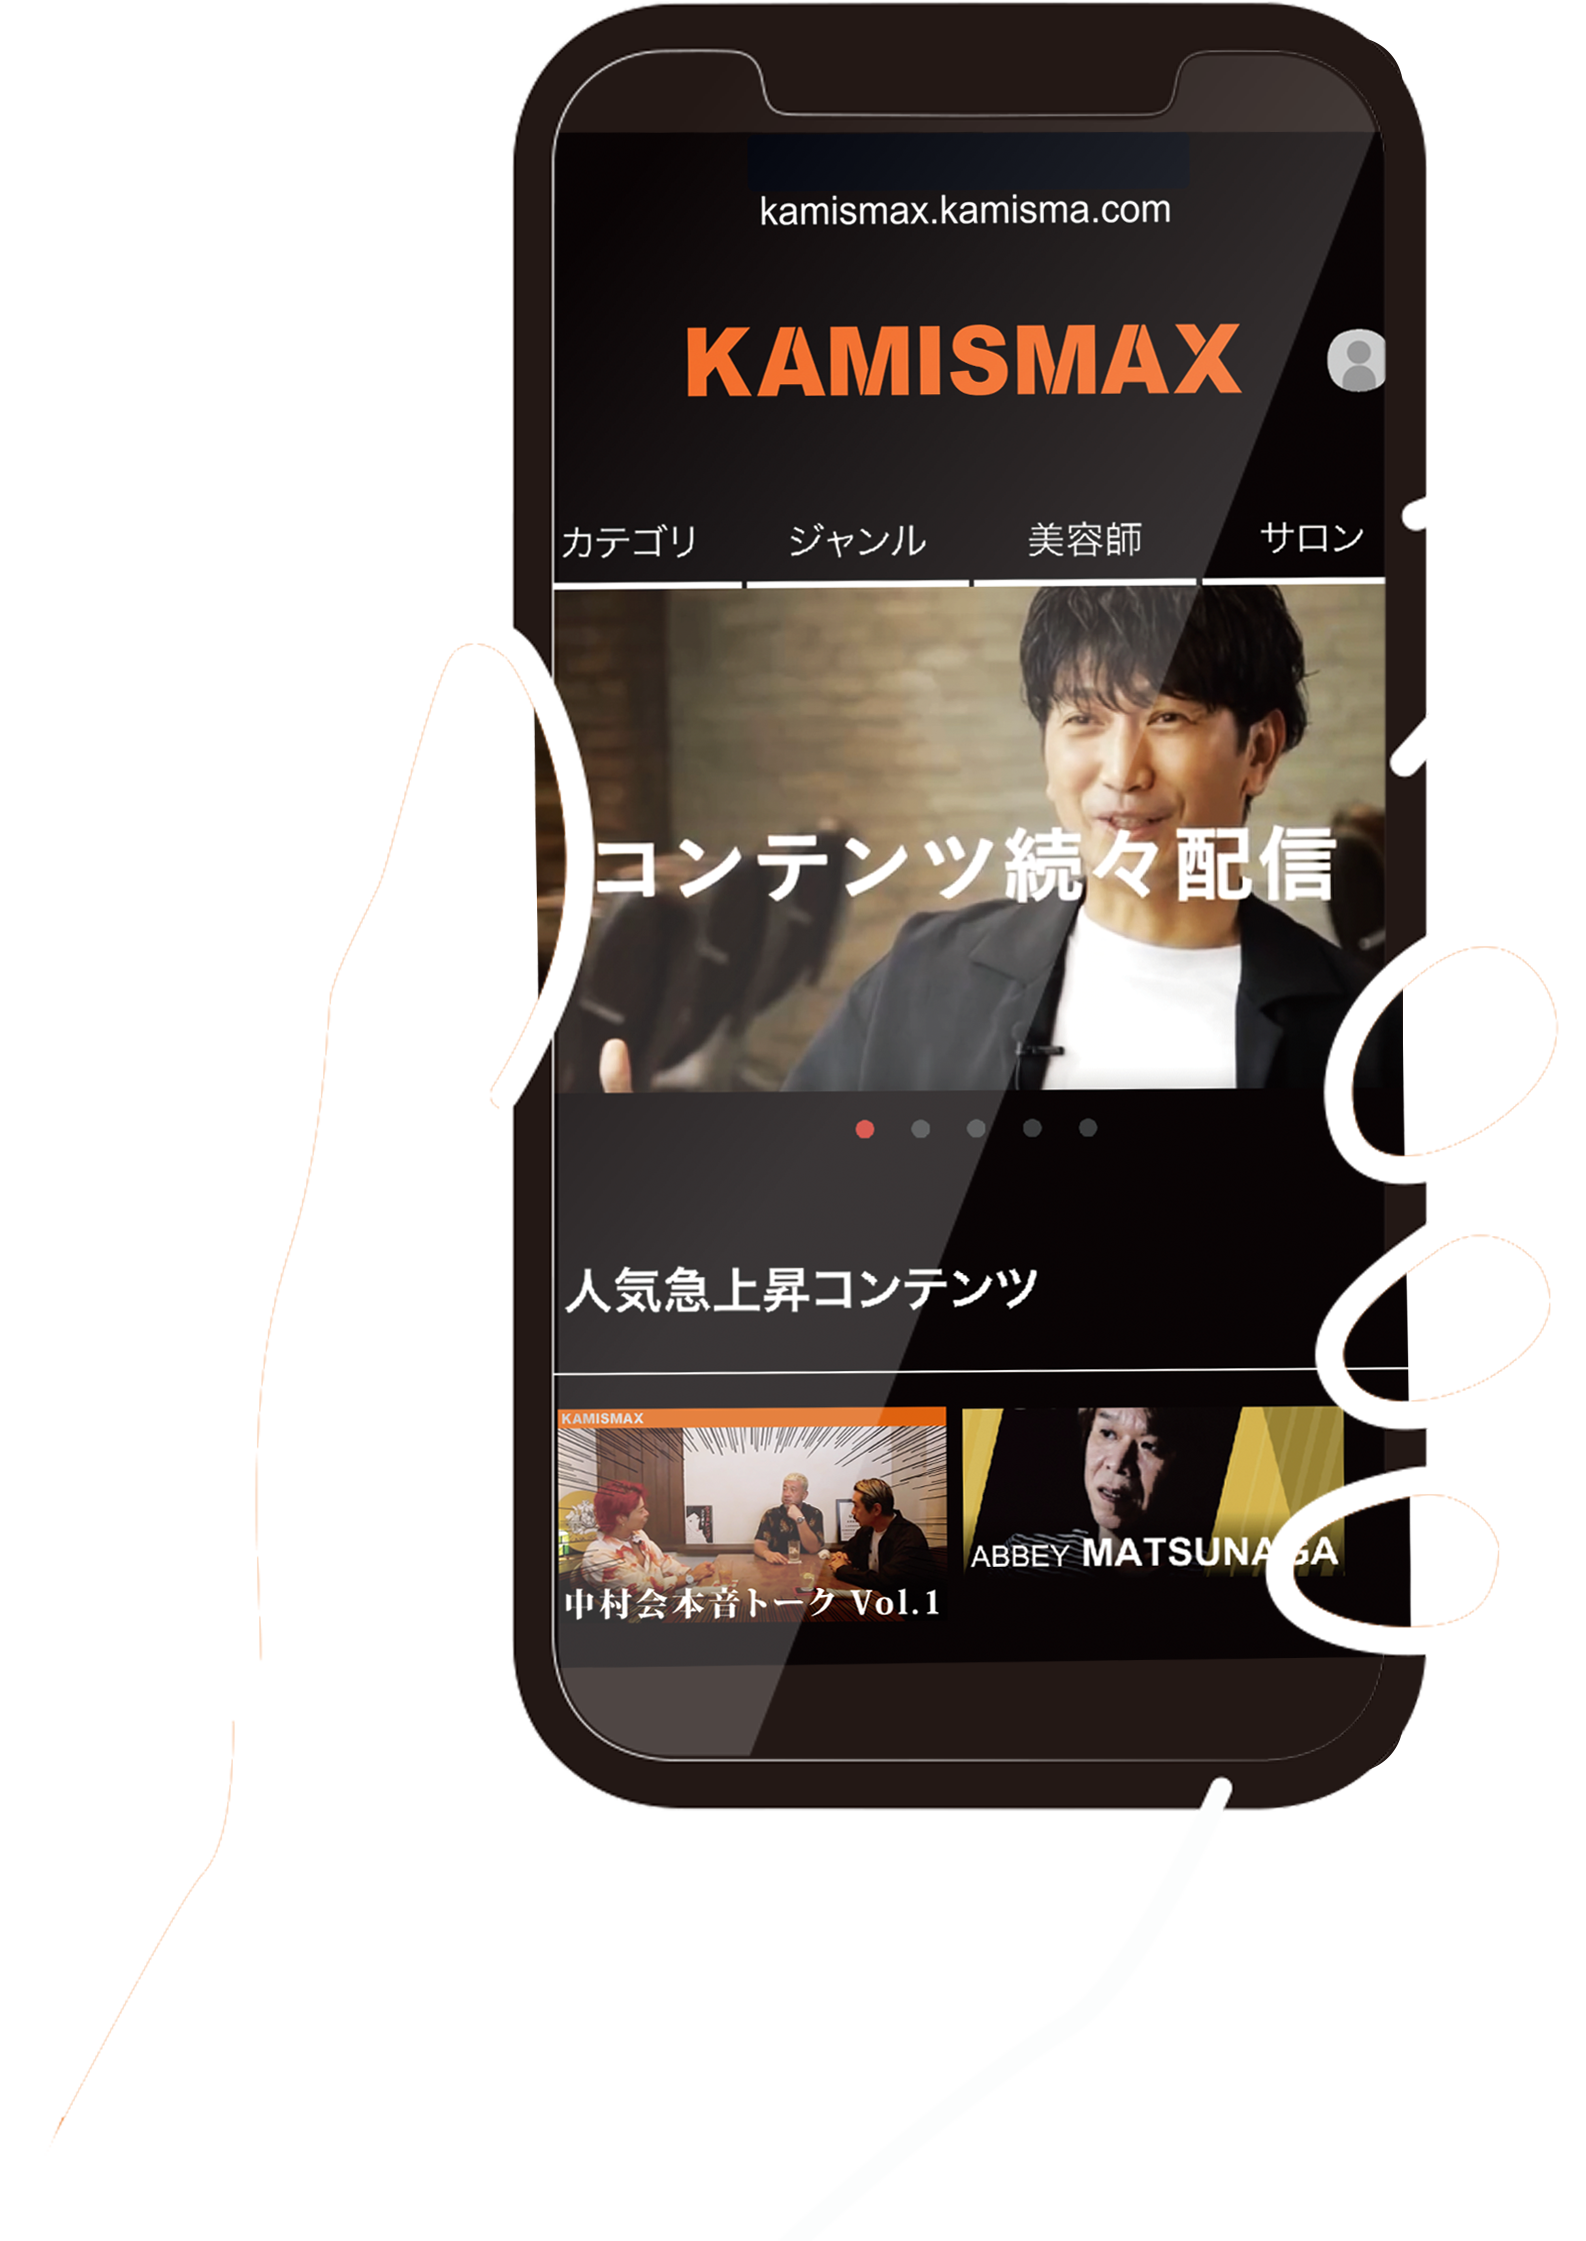 kamismax.kamisma.com
KAMISMAX
カテゴリ ジャンル 美容師 サロン
コンテンツ続々配信
人気急上昇コンテンツ
KAMISMAX
中村会本音トーク Vol.1
ABBEY MATSUNAGA